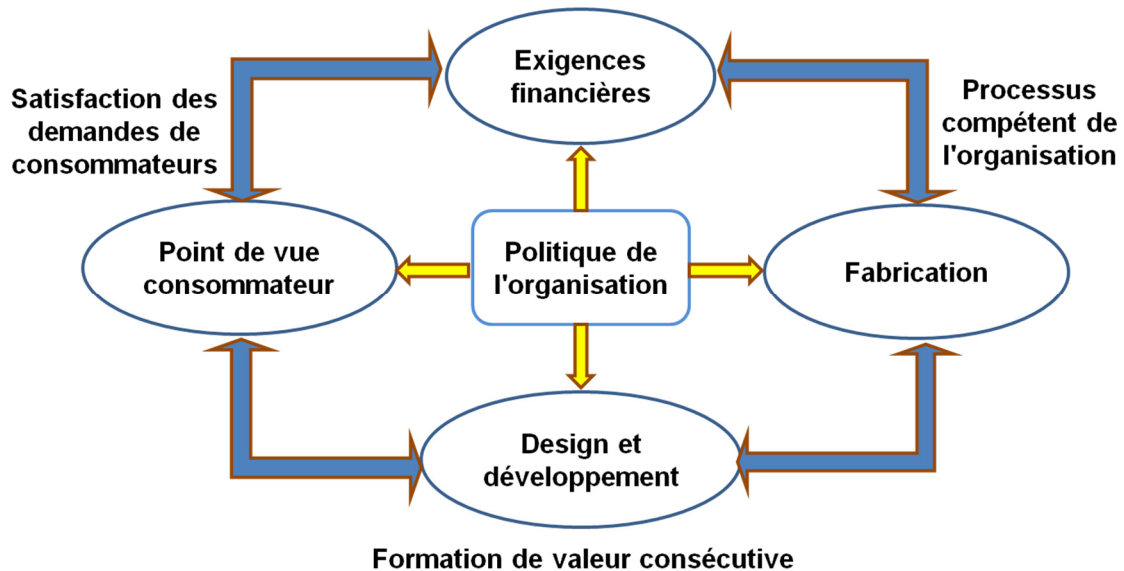 Exigences
financières
Satisfaction des
demandes de
consommateurs
Processus
compétent de
l'organisation
Point de vue
consommateur
Politique de
l'organisation
Fabrication
Design et
développement
Formation de valeur consécutive